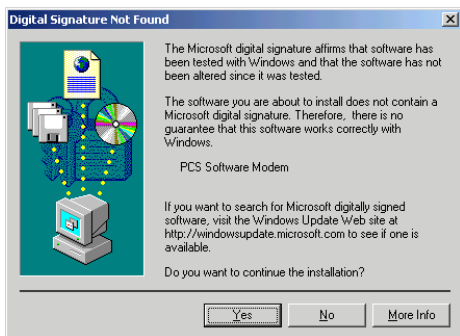 Digital Signature Not Found
The Microsoft digital signature affirms that software has
been tested with Windows and that the software has not
been altered since it was tested.
The software you are about to install does not contain a
Microsoft digital signature. Therefore, there is no
guarantee that this software works correctly with
Windows.
PCS Software Modem
If you want to search for Microsoft digitally signed
software, visit the Windows Update Web site at
http://windowsupdate.microsoft.com to see if one is
available.
Do you want to continue the installation?
Yes No More Info